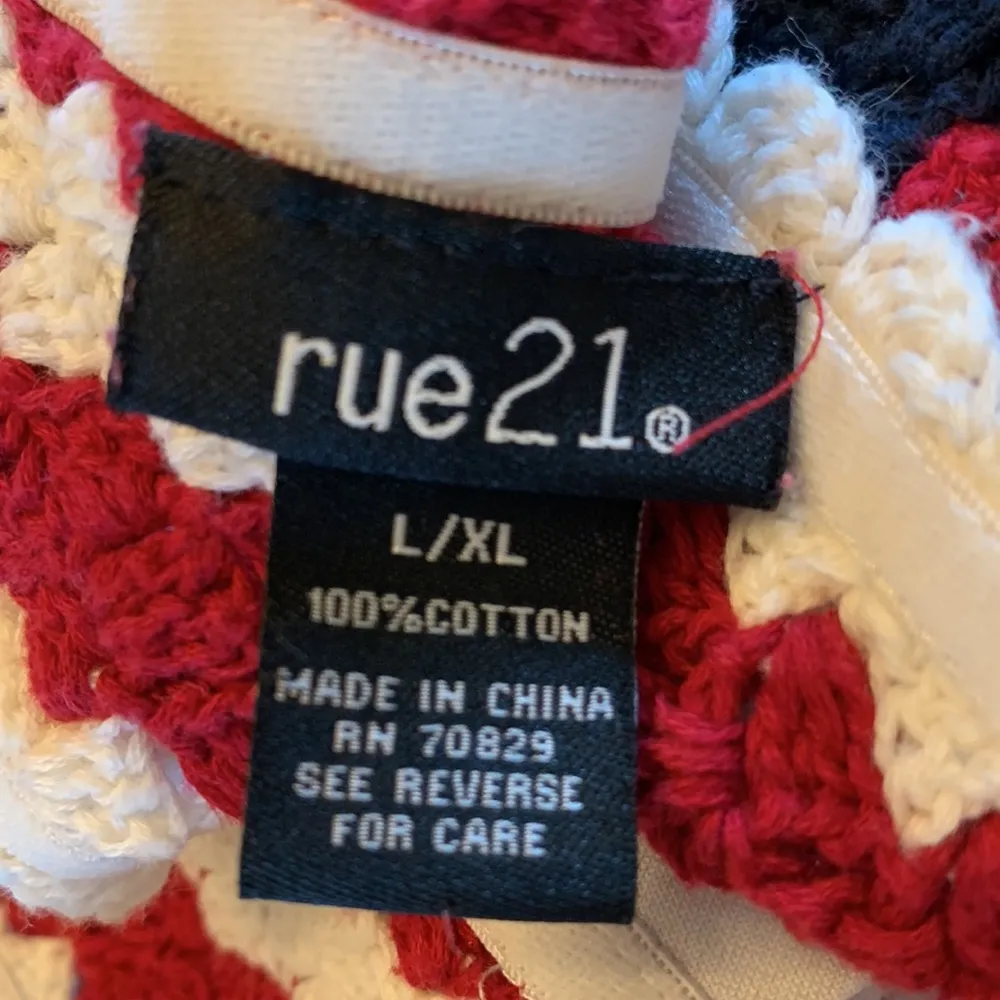 rue21®
L/XL
100%COTTON
MADE IN CHINA
RN 70829
SEE REVERSE
FOR CARE